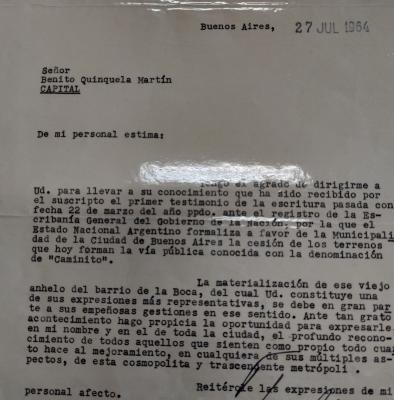 Buenos Aires, 27 JUL 1964
Señor
Benito Quinquela Martín
CAPITAL
De mi personal estima:
Tengo el agrado de dirigirme a
Ud. para llevar a su conocimiento que ha sido recibido por
el suscripto el primer testimonio de la escritura pasada con
fecha 22 de marzo del año ppdo. ante el registro de la Es-
cribanía General del Gobierno de la Nación, por la que el
Estado Nacional Argentino formaliza a favor de la Municipali
dad de la Ciudad de Buenos Aires la cesión de los terrenos
que hoy forman la vía pública conocida con la denominación
de "Caminito".
La materialización de ese viejo
anhelo del barrio de la Boca, del cual Ud. constituye una
de sus expresiones más representativas, se debe en gran par
te a sus empeñosas gestiones en ese sentido. Ante tan grato
acontecimiento hago propicia la oportunidad para expresarle
en mi nombre y en el de toda la ciudad, el profundo recono-
cimiento de todos aquellos que sienten como propio todo cuan
to hace al mejoramiento, en cualquiera de sus múltiples as-
pectos, de esta cosmopolita y trascendente metrópoli .
Reitérole las expresiones de mi
personal afecto.